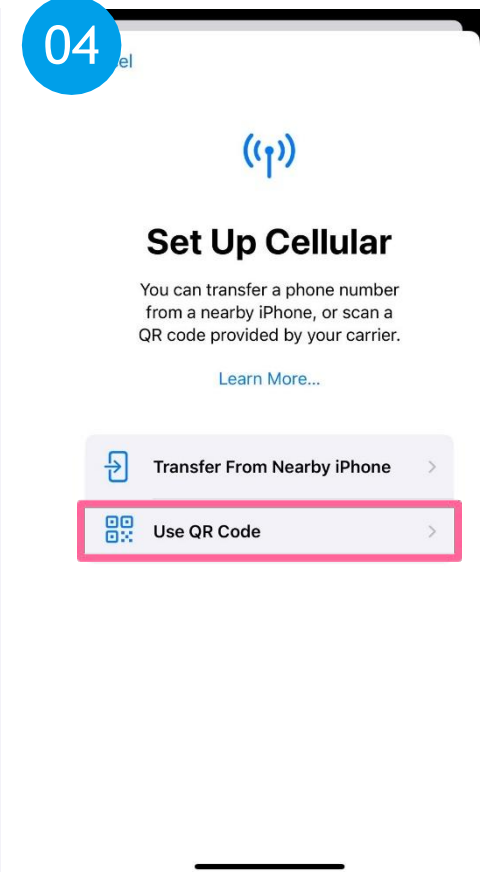 04
el
Set Up Cellular
You can transfer a phone number
from a nearby iPhone, or scan a
QR code provided by your carrier.
Learn More...
Transfer From Nearby iPhone
Use QR Code